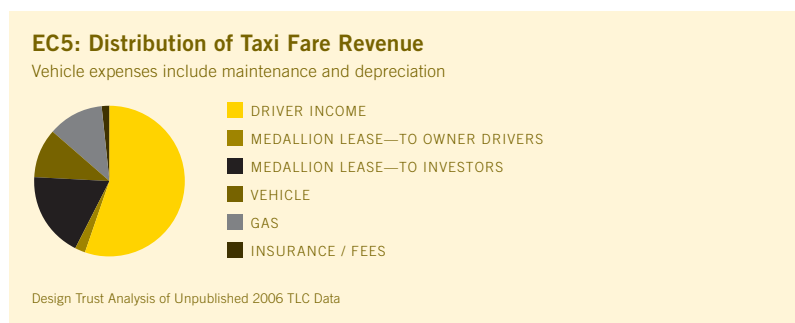 EC5: Distribution of Taxi Fare Revenue
Vehicle expenses include maintenance and depreciation
DRIVER INCOME
MEDALLION LEASE—TO OWNER DRIVERS
MEDALLION LEASE—TO INVESTORS
VEHICLE
GAS
INSURANCE / FEES
Design Trust Analysis of Unpublished 2006 TLC Data